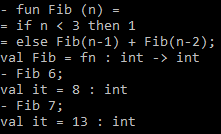 - fun Fib (n) =
= if n < 3 then 1
= else Fib(n-1) + Fib(n-2);
val Fib = fn : int -> int
- Fib 6;
val it = 8 : int
- Fib 7;
val it = 13 : int